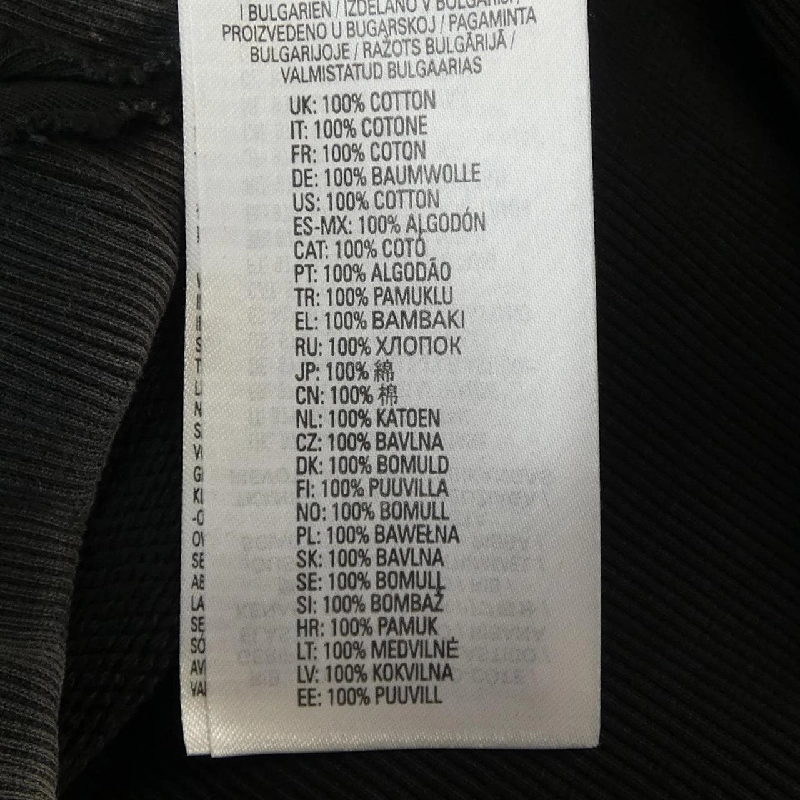 I BULGARIEN / IZDELANO V BULGARIJI /
PROIZVEDENO U BUGARSKOJ / PAGAMINTA
BULGARIJOJE / RAŽOTS BULGĀRIJĀ /
VALMISTATUD BULGAARIAS
UK: 100% COTTON
IT: 100% COTONE
FR: 100% COTON
DE: 100% BAUMWOLLE
US: 100% COTTON
ES-MX: 100% ALGODÓN
CAT: 100% COTÓ
PT: 100% ALGODÃO
TR: 100% PAMUKLU
EL: 100% ΒΑΜΒΑΚΙ
RU: 100% ХЛОПОК
JP: 100% 綿
CN: 100% 棉
NL: 100% KATOEN
CZ: 100% BAVLNA
DK: 100% BOMULD
FI: 100% PUUVILLA
NO: 100% BOMULL
PL: 100% BAWEŁNA
SK: 100% BAVLNA
SE: 100% BOMULL
SI: 100% BOMBAŽ
HR: 100% PAMUK
LT: 100% MEDVILNĖ
LV: 100% KOKVILNA
EE: 100% PUUVILL